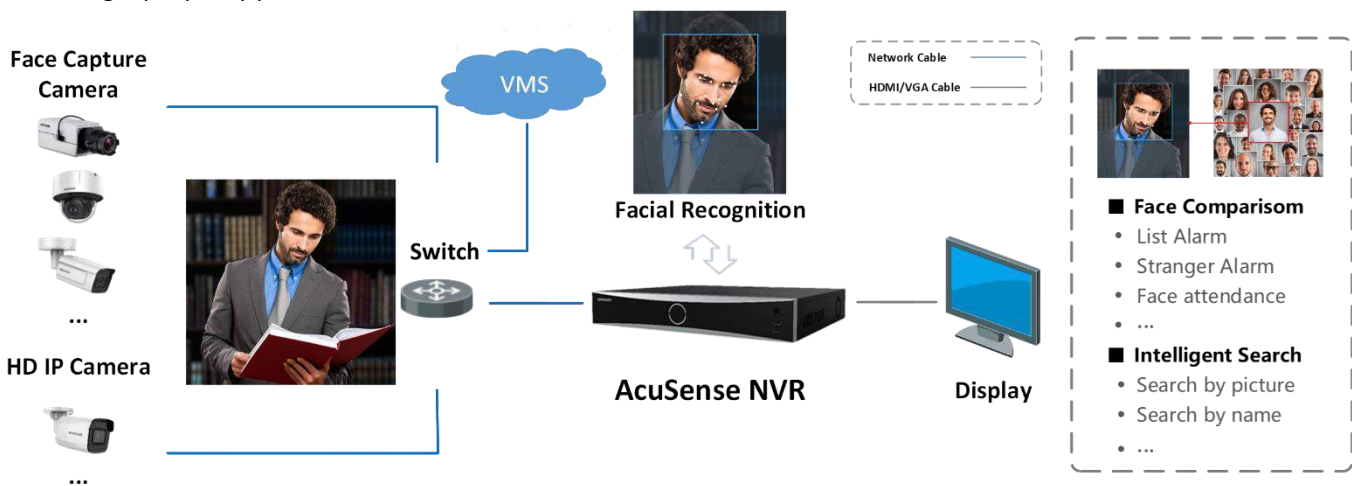 Face Capture
Camera
...
HD IP Camera
...
VMS
Switch
Facial Recognition
AcuSense NVR
Display
Network Cable
HDMI/VGA Cable
■ Face Comparisom
• List Alarm
• Stranger Alarm
• Face attendance
• ...
■ Intelligent Search
• Search by picture
• Search by name
• ...